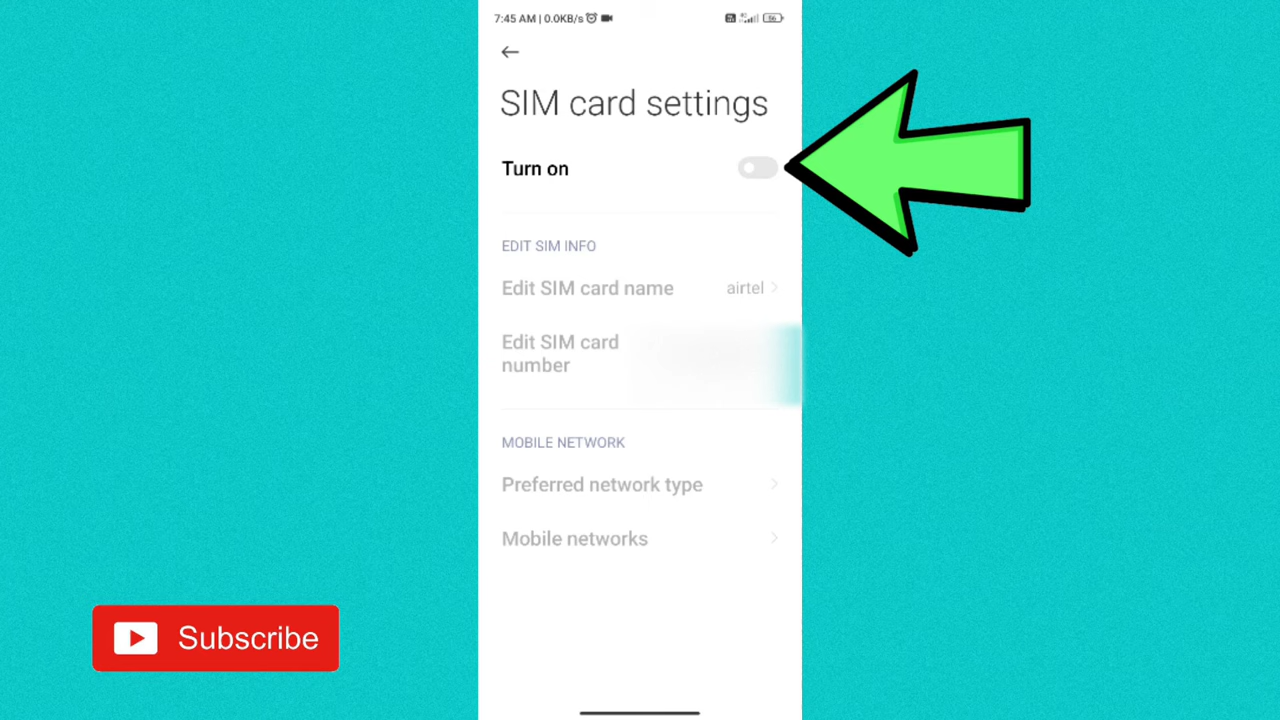 7:45 AM | 0.0KB/s
SIM card settings
Turn on
EDIT SIM INFO
Edit SIM card name airtel
Edit SIM card
number
MOBILE NETWORK
Preferred network type
Mobile networks
Subscribe